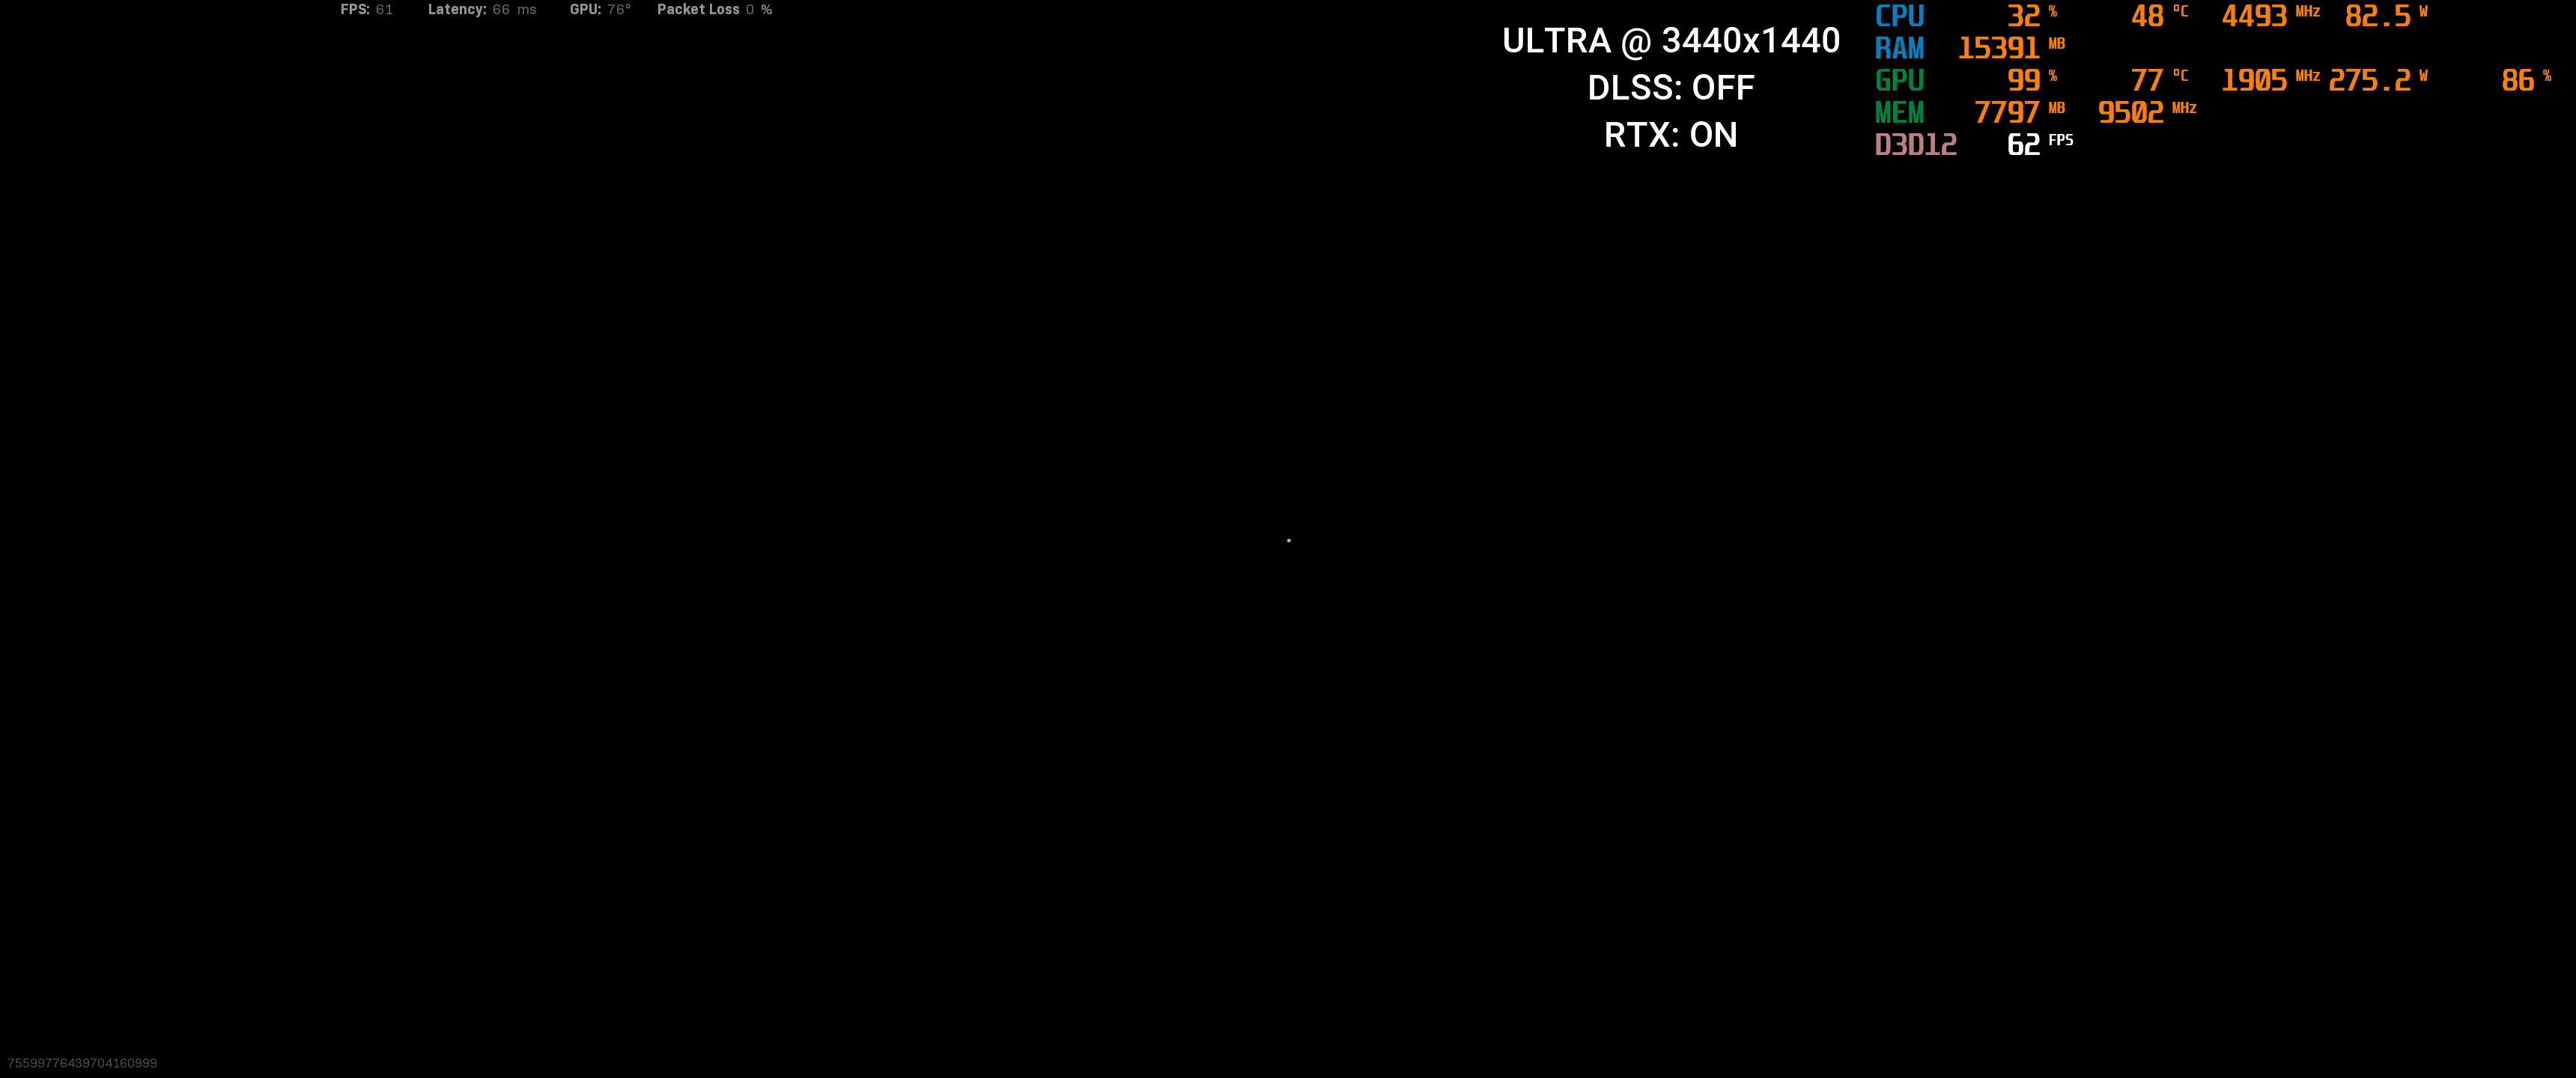 FPS: 61 Latency: 66 ms GPU: 76° Packet Loss 0 %
ULTRA @ 3440x1440
DLSS: OFF
RTX: ON
CPU 32 % 48 °C 4493 MHz 82.5 W
RAM 15391 MB
GPU 99 % 77 °C 1905 MHz 275.2 W 86 %
MEM 7797 MB 9502 MHz
D3D12 62 FPS
75599776439704160999